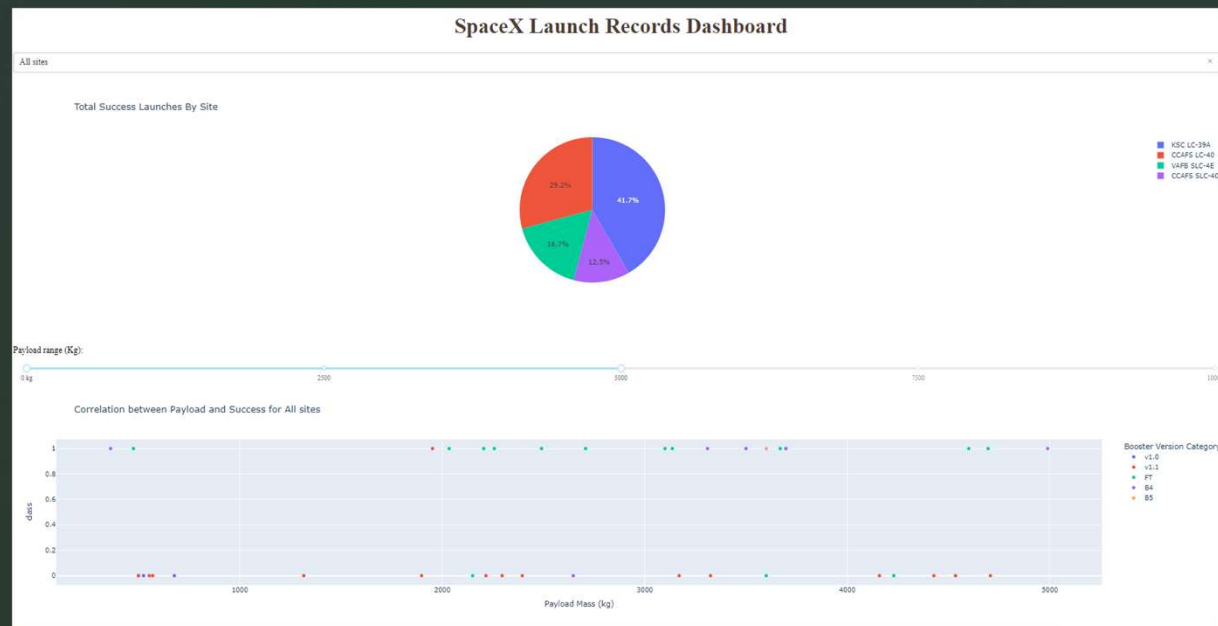 SpaceX Launch Records Dashboard
All sites
×
Total Success Launches By Site
KSC LC-39A
CCAFS LC-40
VAFB SLC-4E
CCAFS SLC-40
29.2%
41.7%
16.7%
12.5%
Payload range (Kg):
0 kg 2500 5000 7500 1000
Correlation between Payload and Success for All sites
Booster Version Category
v1.0
v1.1
FT
B4
B5
class
1
0.8
0.6
0.4
0.2
0
1000 2000 3000 4000 5000
Payload Mass (kg)